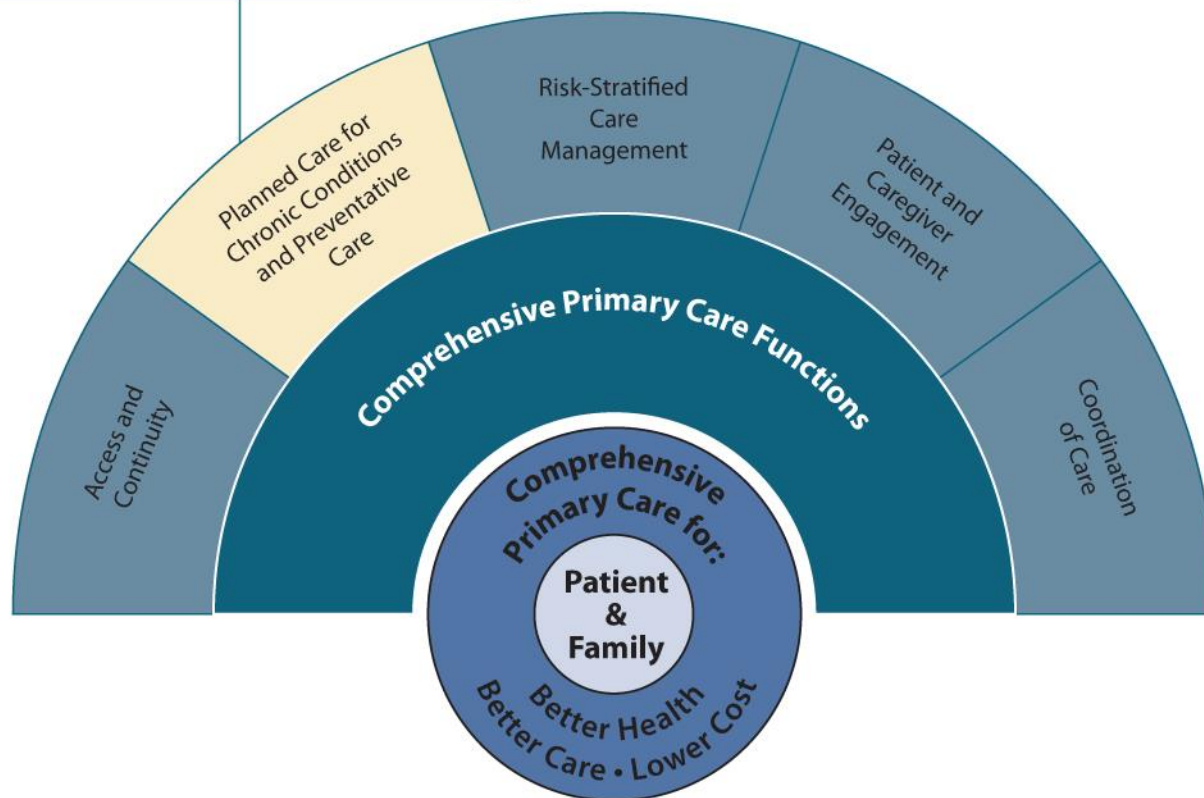 Risk-Stratified
Care
Management
Planned Care for
Chronic Conditions
and Preventative
Care
Patient and
Caregiver
Engagement
Access and
Continuity
Coordination
of Care
Comprehensive Primary Care Functions
Comprehensive
Primary Care for:
Patient
&
Family
Better Health
Better Care • Lower Cost